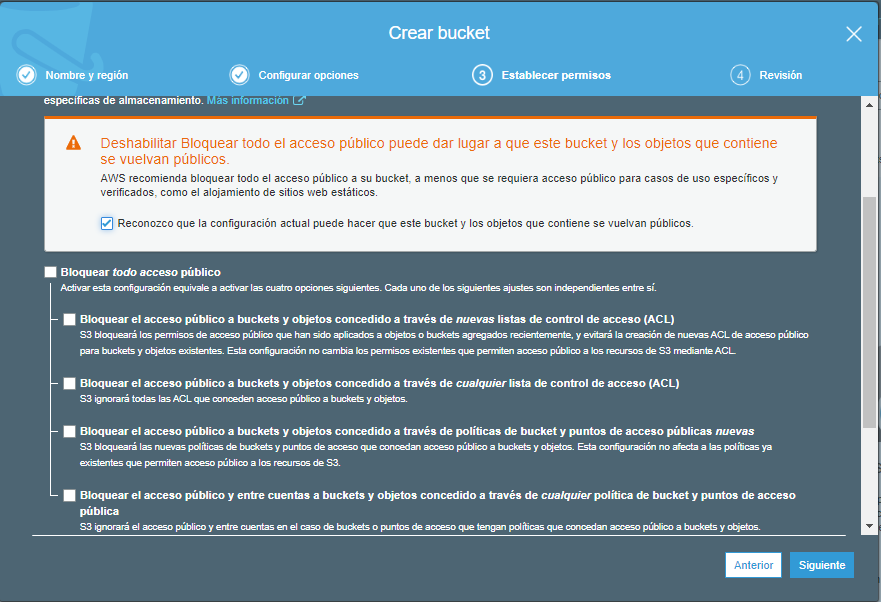 Crear bucket
Nombre y región
Configurar opciones
3 Establecer permisos
4 Revisión
específicas de almacenamiento. Más información
Deshabilitar Bloquear todo el acceso público puede dar lugar a que este bucket y los objetos que contiene
se vuelvan públicos.
AWS recomienda bloquear todo el acceso público a su bucket, a menos que se requiera acceso público para casos de uso específicos y
verificados, como el alojamiento de sitios web estáticos.
Reconozco que la configuración actual puede hacer que este bucket y los objetos que contiene se vuelvan públicos.
Bloquear todo acceso público
Activar esta configuración equivale a activar las cuatro opciones siguientes. Cada uno de los siguientes ajustes son independientes entre sí.
Bloquear el acceso público a buckets y objetos concedido a través de nuevas listas de control de acceso (ACL)
S3 bloqueará los permisos de acceso público que han sido aplicados a objetos o buckets agregados recientemente, y evitará la creación de nuevas ACL de acceso público
para buckets y objetos existentes. Esta configuración no cambia los permisos existentes que permiten acceso público a los recursos de S3 mediante ACL.
Bloquear el acceso público a buckets y objetos concedido a través de cualquier lista de control de acceso (ACL)
S3 ignorará todas las ACL que conceden acceso público a buckets y objetos.
Bloquear el acceso público a buckets y objetos concedido a través de políticas de bucket y puntos de acceso públicas nuevas
S3 bloqueará las nuevas políticas de buckets y puntos de acceso que concedan acceso público a buckets y objetos. Esta configuración no afecta a las políticas ya
existentes que permiten acceso público a los recursos de S3.
Bloquear el acceso público y entre cuentas a buckets y objetos concedido a través de cualquier política de bucket y puntos de acceso
pública
S3 ignorará el acceso público y entre cuentas en el caso de buckets o puntos de acceso que tengan políticas que concedan acceso público a buckets y objetos.
Anterior
Siguiente